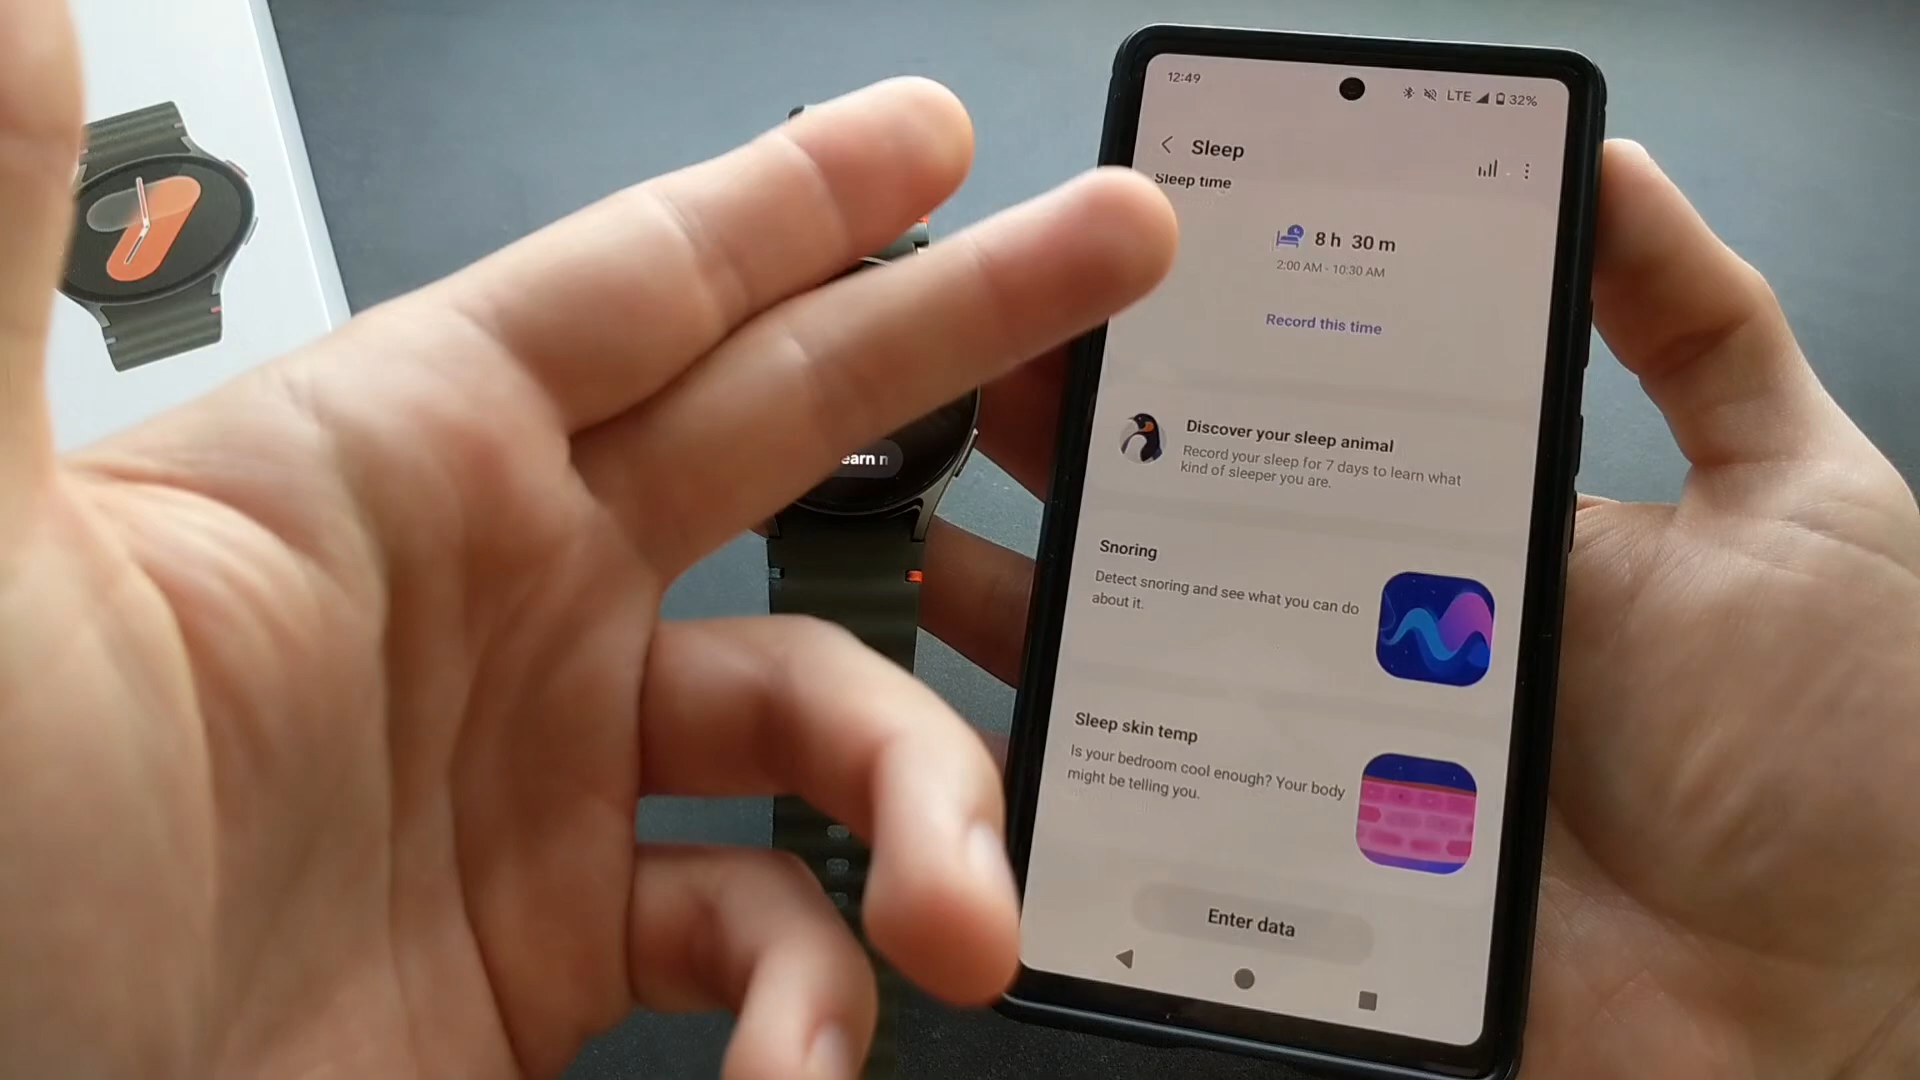 12:49
LTE 32%
Sleep
Sleep time
8 h 30 m
2:00 AM - 10:30 AM
Record this time
Discover your sleep animal
Record your sleep for 7 days to learn what
kind of sleeper you are.
Snoring
Detect snoring and see what you can do
about it.
Sleep skin temp
Is your bedroom cool enough? Your body
might be telling you.
Enter data